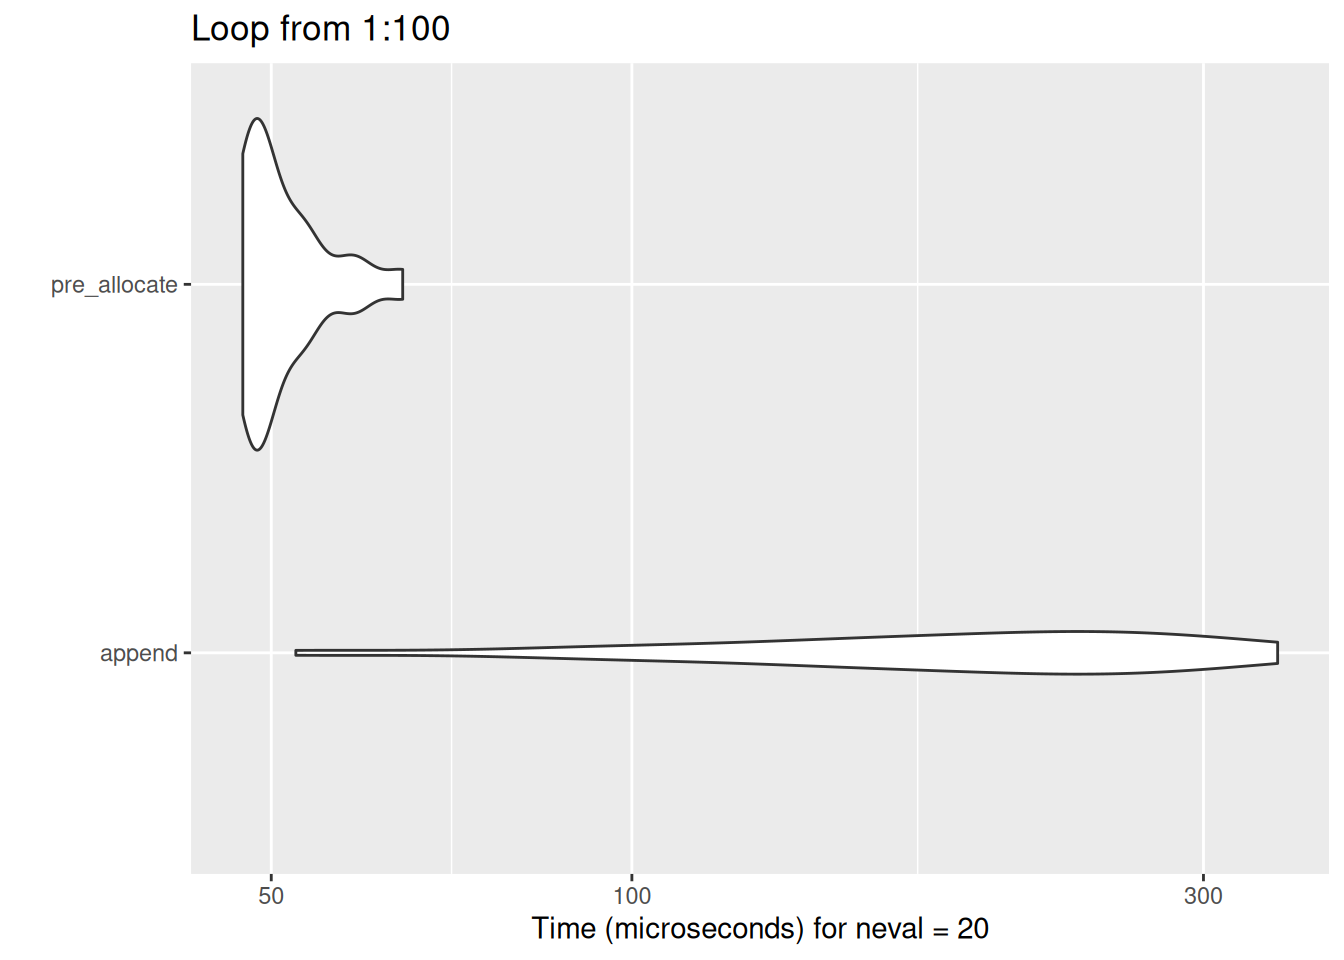 Loop from 1:100
pre_allocate
append
50 100 300
Time (microseconds) for neval = 20